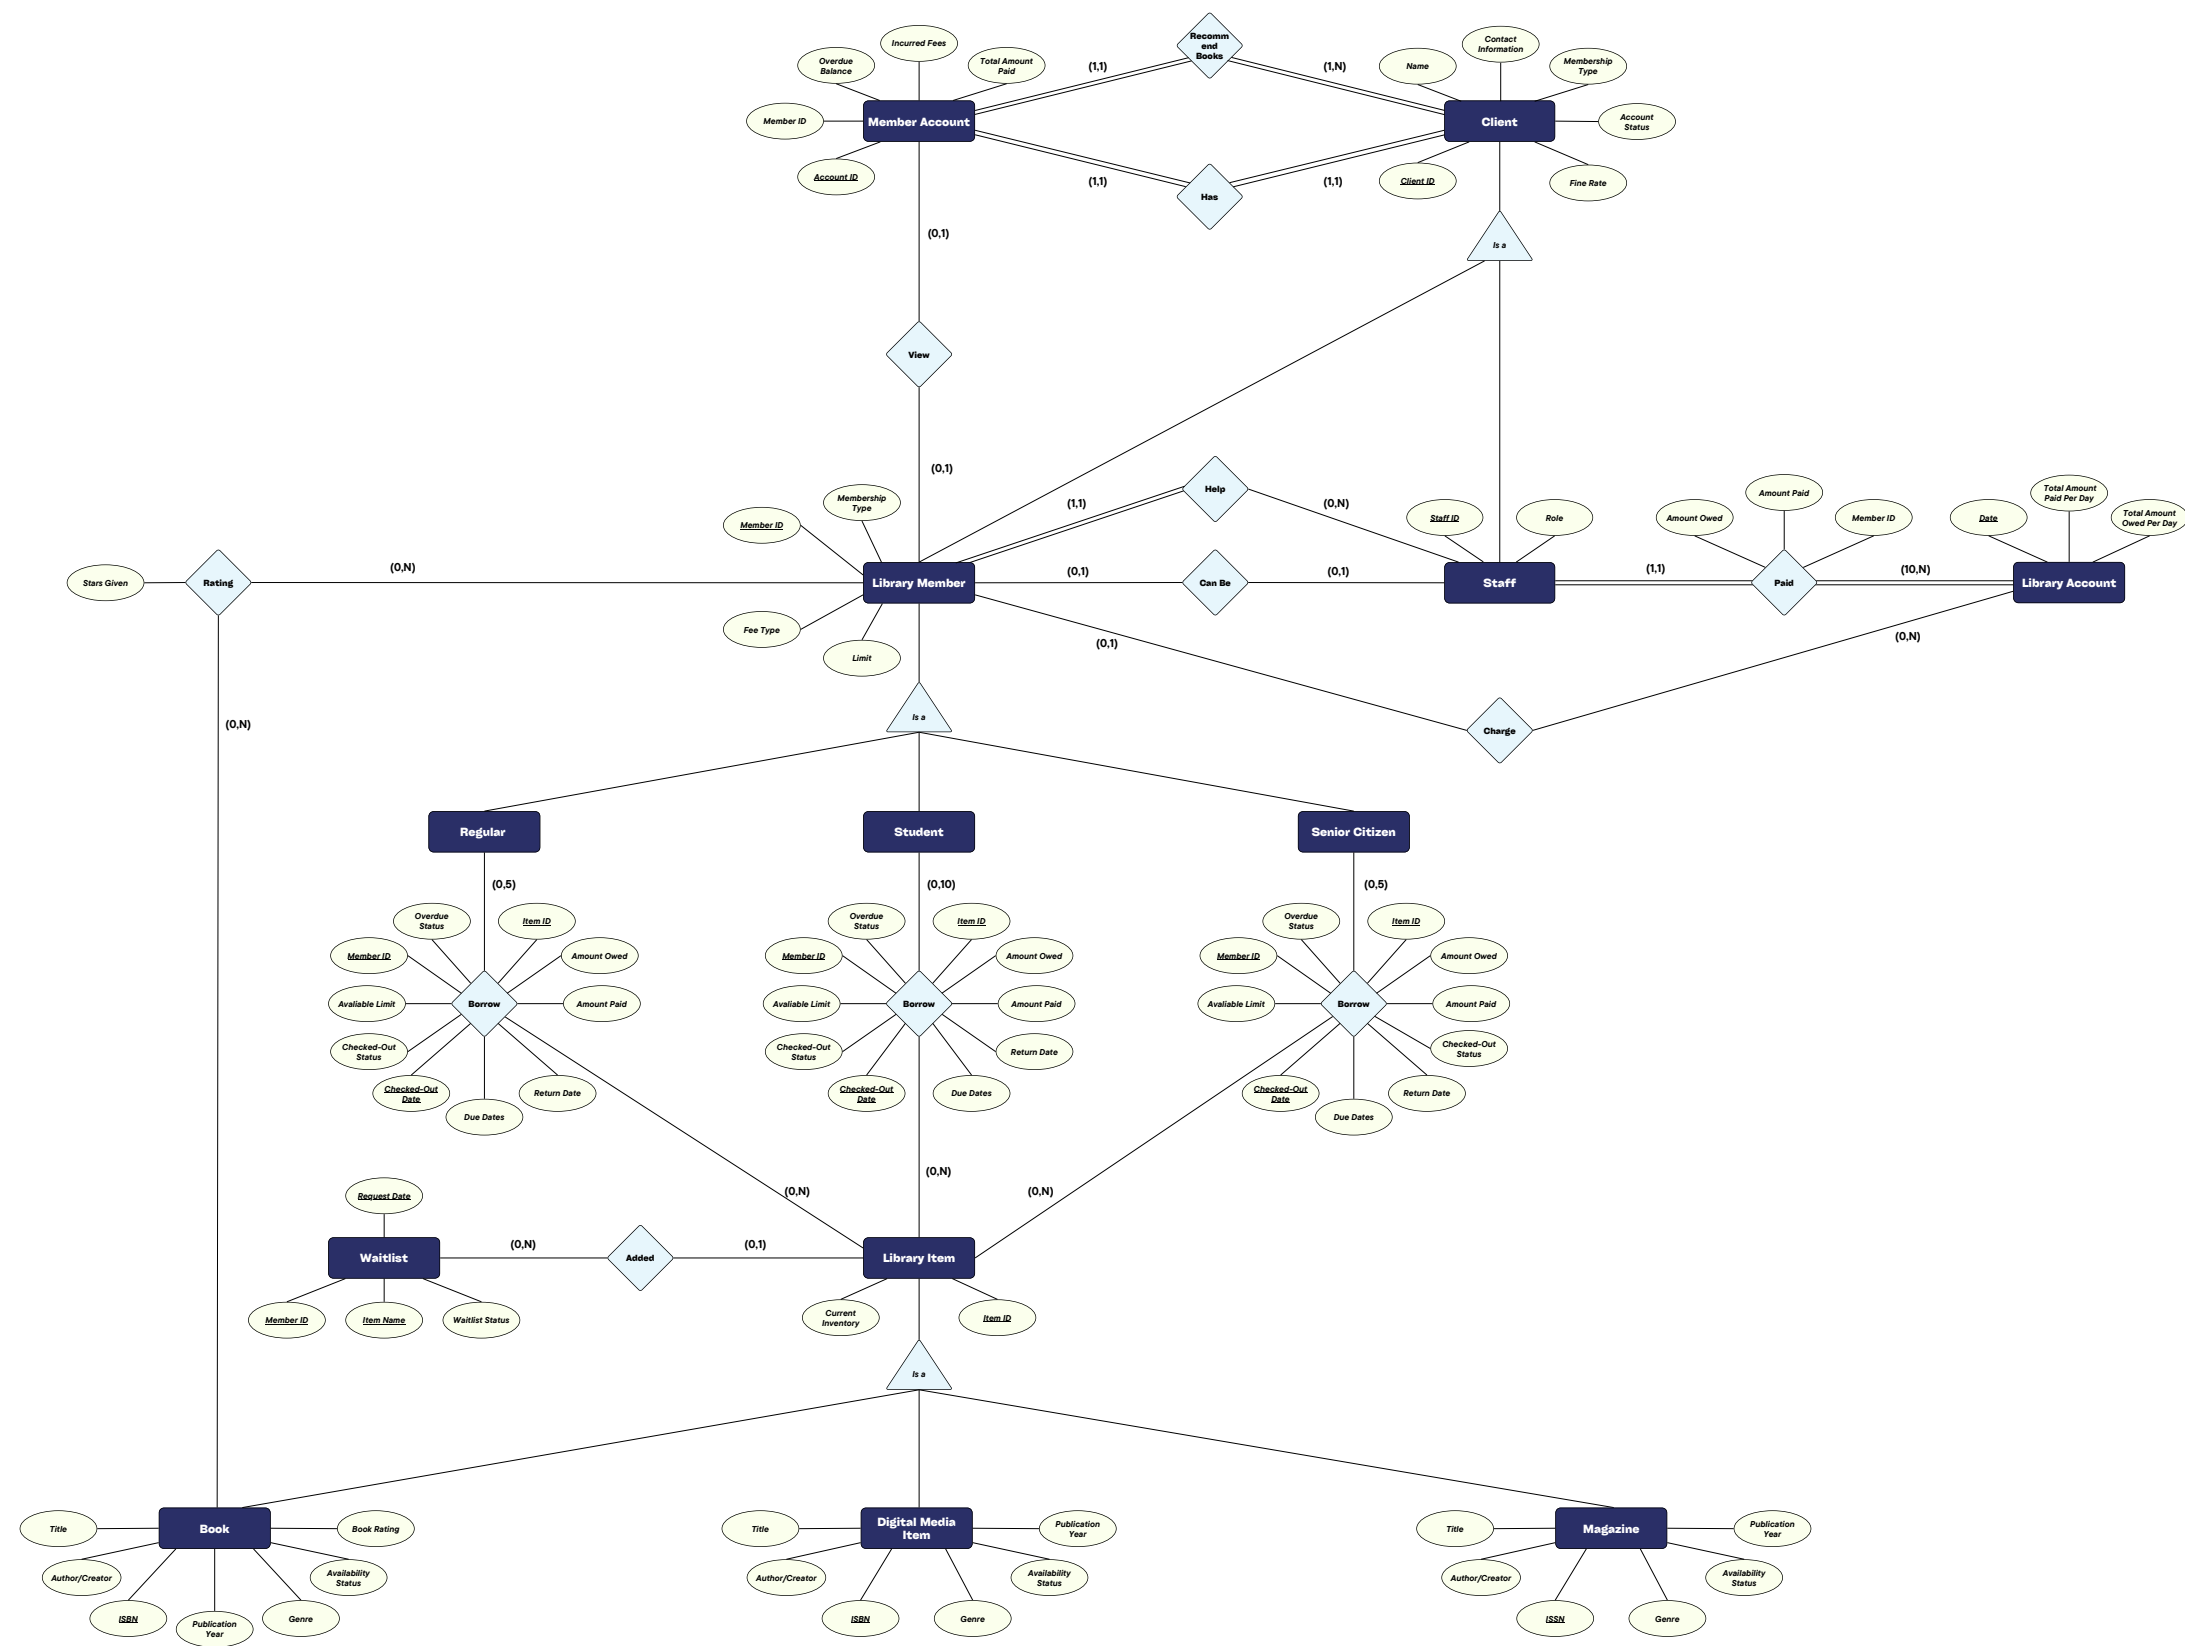 Recomm
end
Books
Incurred Fees
Contact
Information
Overdue
Balance
Total Amount
Paid
(1,1)
(1,N)
Name
Membership
Type
Member ID
Member Account
Client
Account
Status
Account ID
(1,1)
Has
(1,1)
Client ID
Fine Rate
(0,1)
Is a
View
(0,1)
Help
Membership
Type
(1,1)
(0,N)
Amount Paid
Total Amount
Paid Per Day
Member ID
Staff ID
Role
Amount Owed
Member ID
Date
Total Amount
Owed Per Day
Stars Given
Rating
(0,N)
Library Member
(0,1)
Can Be
(0,1)
Staff
(1,1)
Paid
(10,N)
Library Account
Fee Type
Limit
(0,1)
(0,N)
(0,N)
Is a
Charge
Regular
Student
Senior Citizen
(0,5)
(0,10)
(0,5)
Overdue
Status
Item ID
Member ID
Amount Owed
Avaliable Limit
Borrow
Amount Paid
Checked-Out
Status
Checked-Out
Date
Due Dates
Return Date
Overdue
Status
Item ID
Member ID
Amount Owed
Avaliable Limit
Borrow
Amount Paid
Checked-Out
Status
Return Date
Checked-Out
Date
Due Dates
Overdue
Status
Item ID
Member ID
Amount Owed
Avaliable Limit
Borrow
Amount Paid
Checked-Out
Status
Checked-Out
Date
Due Dates
Return Date
(0,N)
(0,N)
(0,N)
Request Date
Waitlist
(0,N)
Added
(0,1)
Library Item
Member ID
Item Name
Waitlist Status
Current
Inventory
Item ID
Is a
Title
Book
Book Rating
Author/Creator
Availability
Status
ISBN
Publication
Year
Genre
Title
Digital Media
Item
Publication
Year
Author/Creator
Availability
Status
ISBN
Genre
Title
Magazine
Publication
Year
Author/Creator
Availability
Status
ISSN
Genre